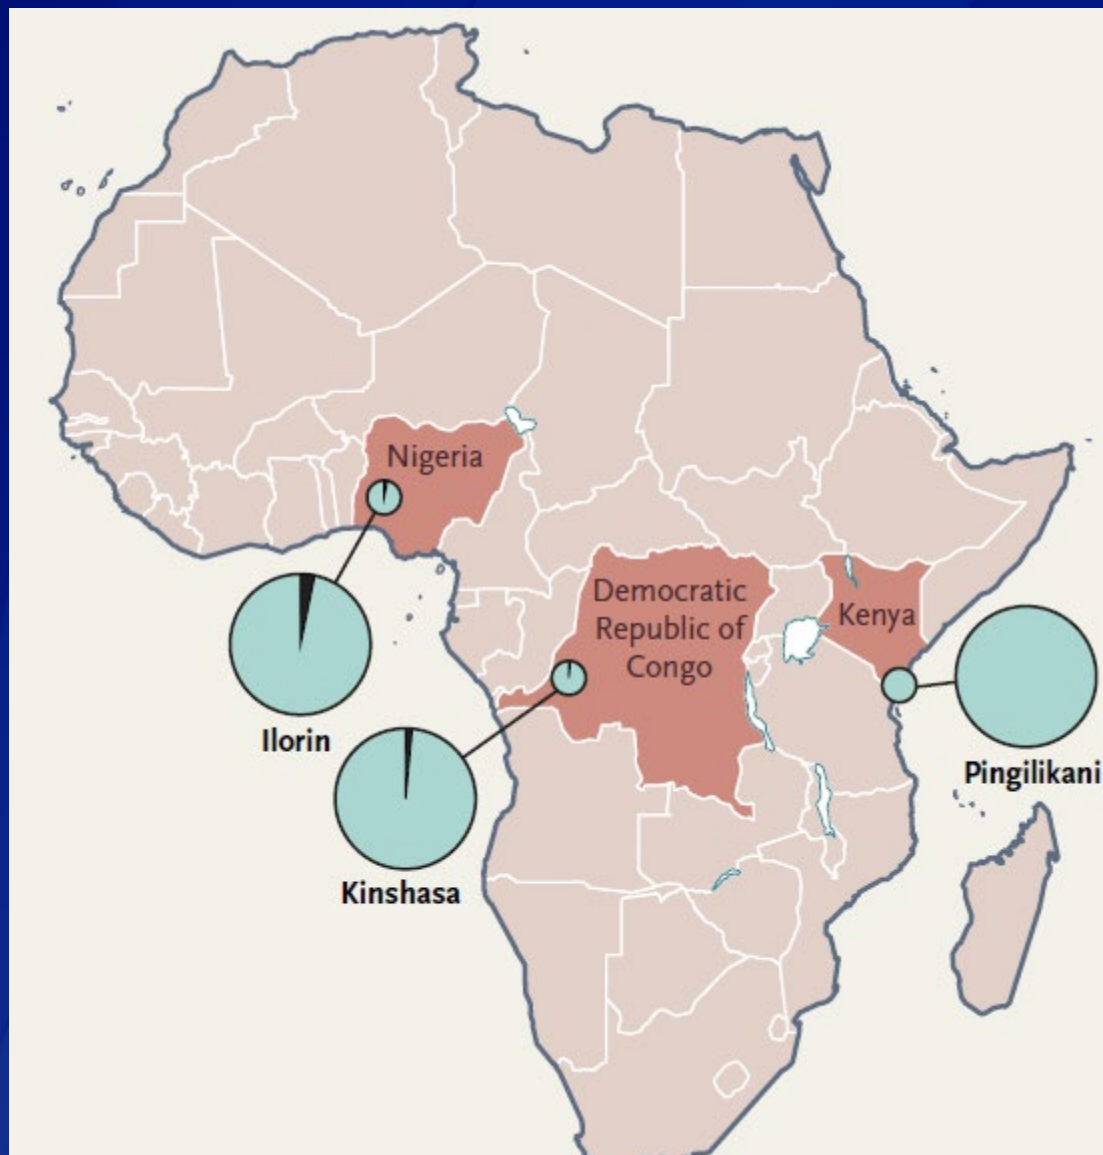 Nigeria
Democratic
Republic of
Congo
Kenya
Ilorin
Pingilikani
Kinshasa